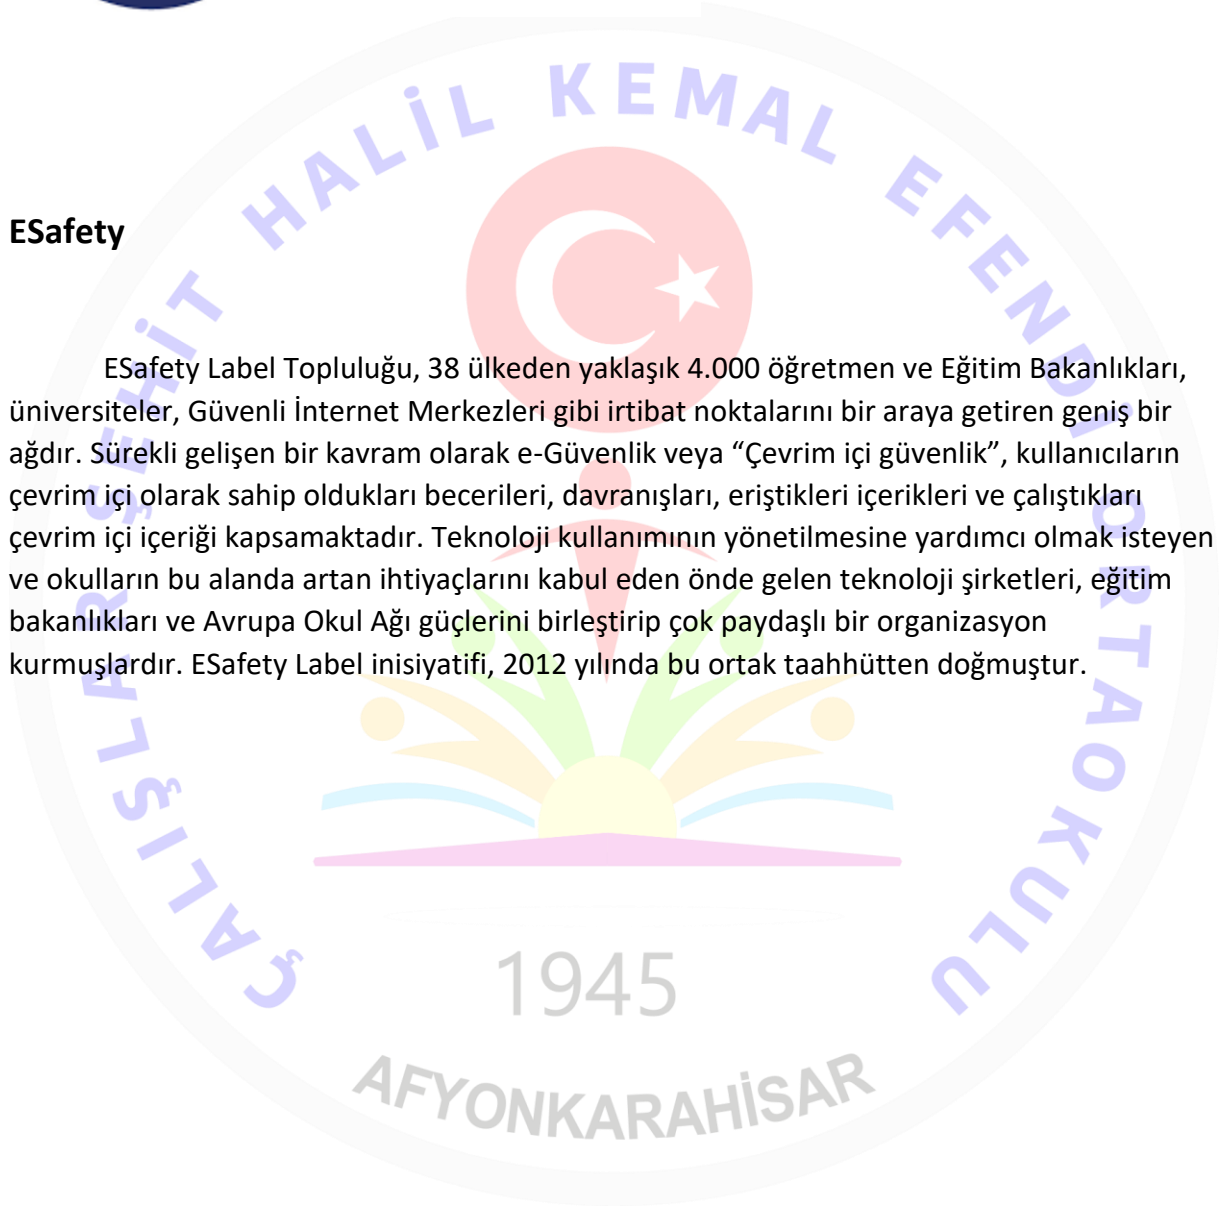 ÇALIŞLAR ŞEHİT HALİL KEMAL EFENDİ ORTAOKULU
ESafety
ESafety Label Topluluğu, 38 ülkeden yaklaşık 4.000 öğretmen ve Eğitim Bakanlıkları,
üniversiteler, Güvenli İnternet Merkezleri gibi irtibat noktalarını bir araya getiren geniş bir
ağdır. Sürekli gelişen bir kavram olarak e-Güvenlik veya “Çevrim içi güvenlik”, kullanıcıların
çevrim içi olarak sahip oldukları becerileri, davranışları, eriştikleri içerikleri ve çalıştıkları
çevrim içi içeriği kapsamaktadır. Teknoloji kullanımının yönetilmesine yardımcı olmak isteyen
ve okulların bu alanda artan ihtiyaçlarını kabul eden önde gelen teknoloji şirketleri, eğitim
bakanlıkları ve Avrupa Okul Ağı güçlerini birleştirip çok paydaşlı bir organizasyon
kurmuşlardır. ESafety Label inisiyatifi, 2012 yılında bu ortak taahhütten doğmuştur.
1945
AFYONKARAHİSAR